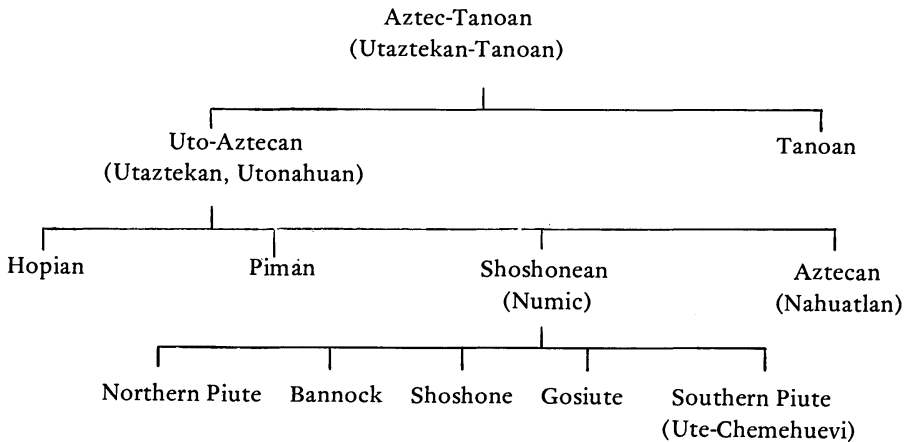 Aztec-Tanoan
(Utaztekan-Tanoan)
Uto-Aztecan
(Utaztekan, Utonahuan)
Tanoan
Hopian
Piman
Shoshonean
(Numic)
Aztecan
(Nahuatlan)
Northern Piute
Bannock
Shoshone
Gosiute
Southern Piute
(Ute-Chemehuevi)